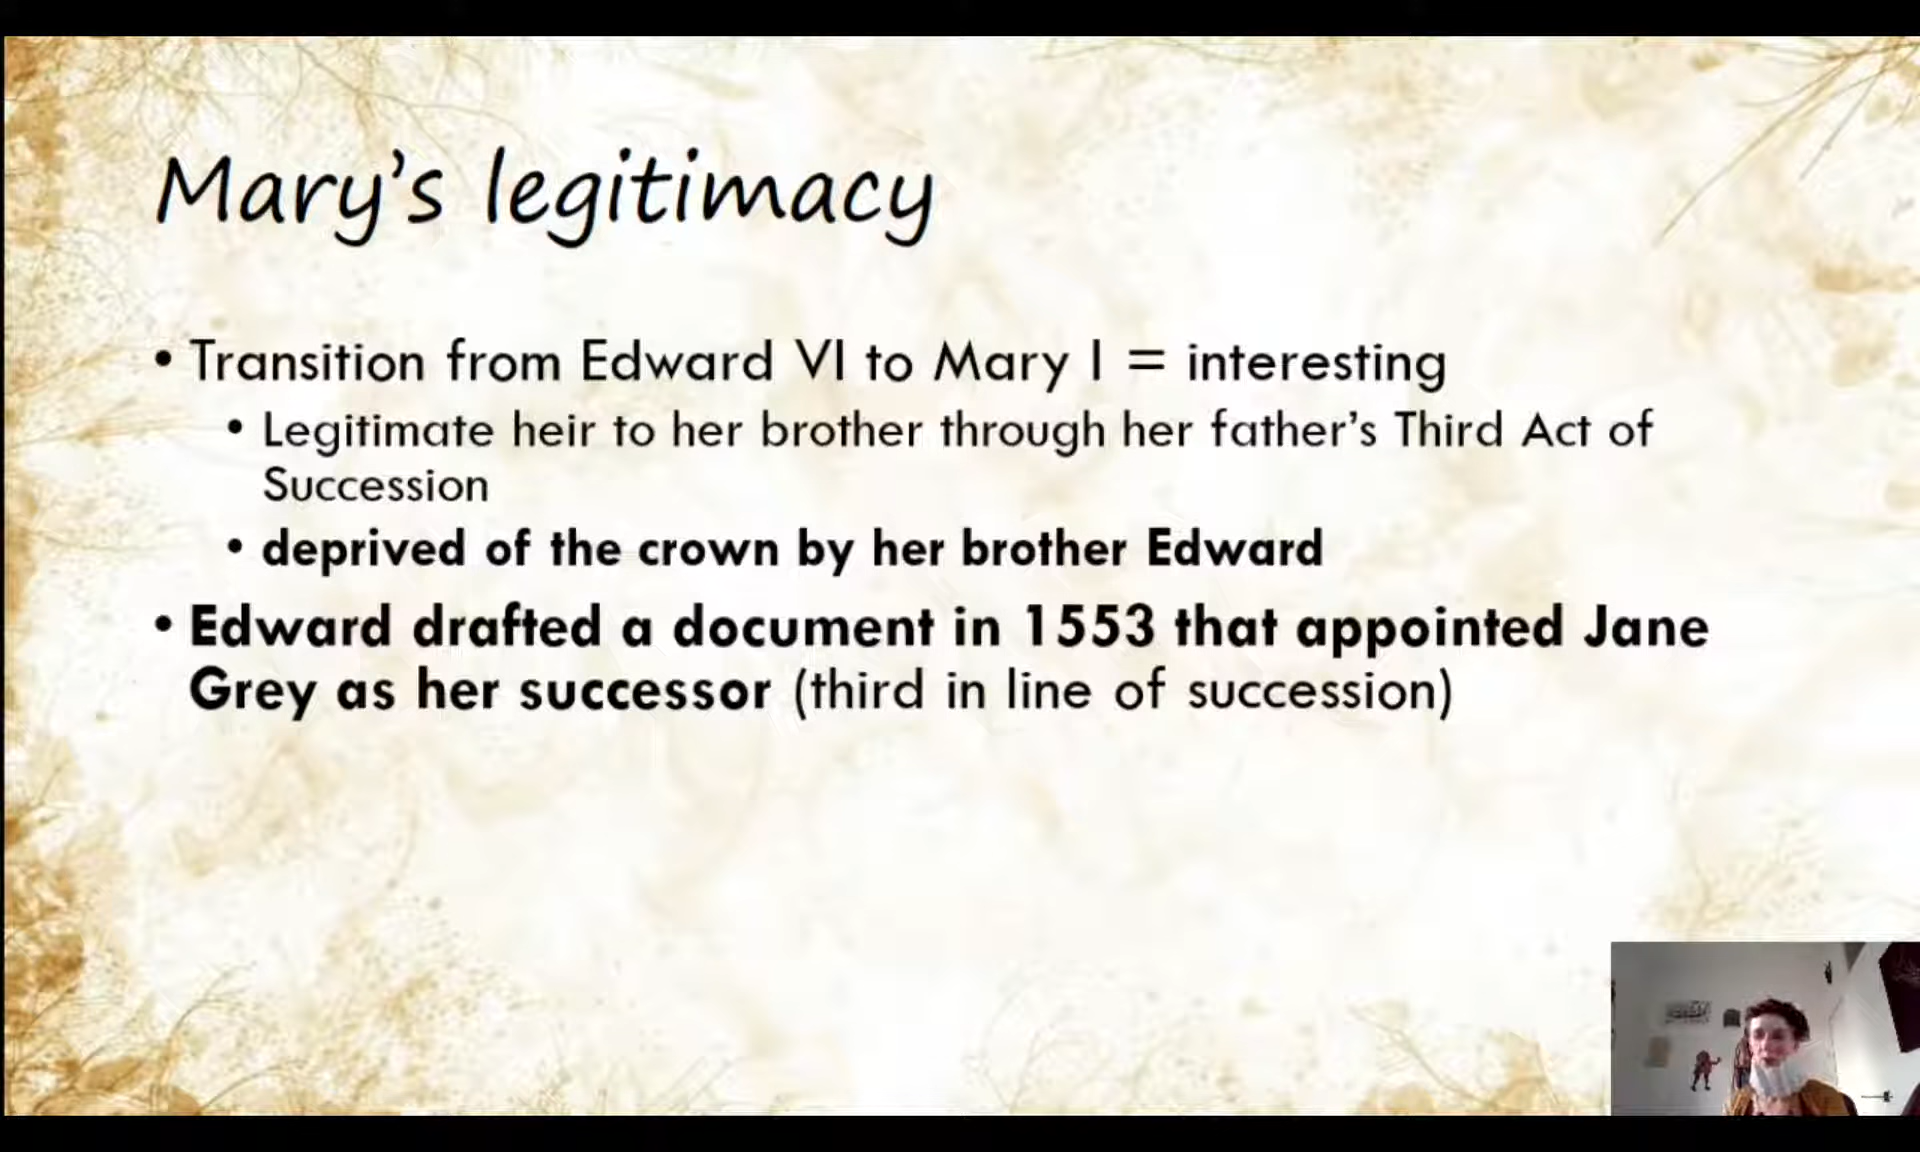 Mary's legitimacy
• Transition from Edward VI to Mary I = interesting
• Legitimate heir to her brother through her father's Third Act of
Succession
• deprived of the crown by her brother Edward
• Edward drafted a document in 1553 that appointed Jane
Grey as her successor (third in line of succession)